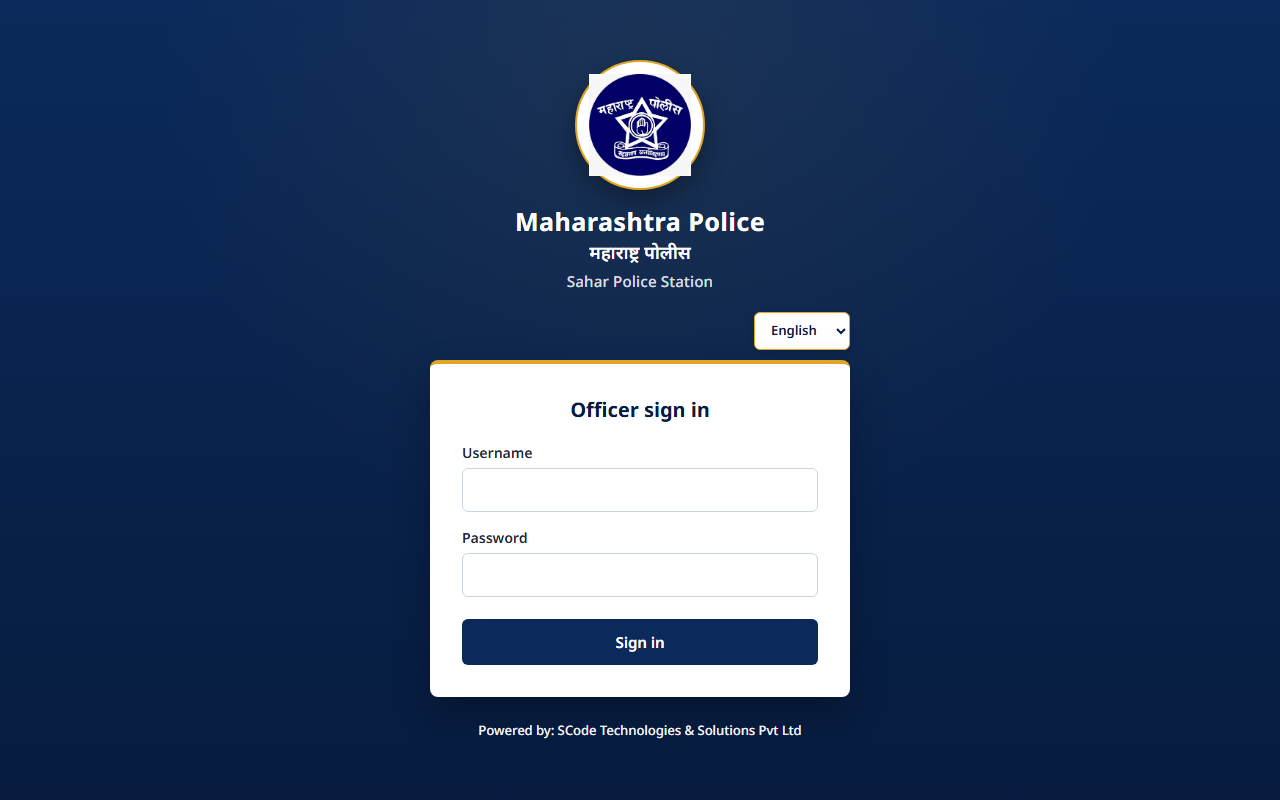 महाराष्ट्र पोलीस
Maharashtra Police
महाराष्ट्र पोलीस
Sahar Police Station
English
Officer sign in
Username
Password
Sign in
Powered by: SCode Technologies & Solutions Pvt Ltd